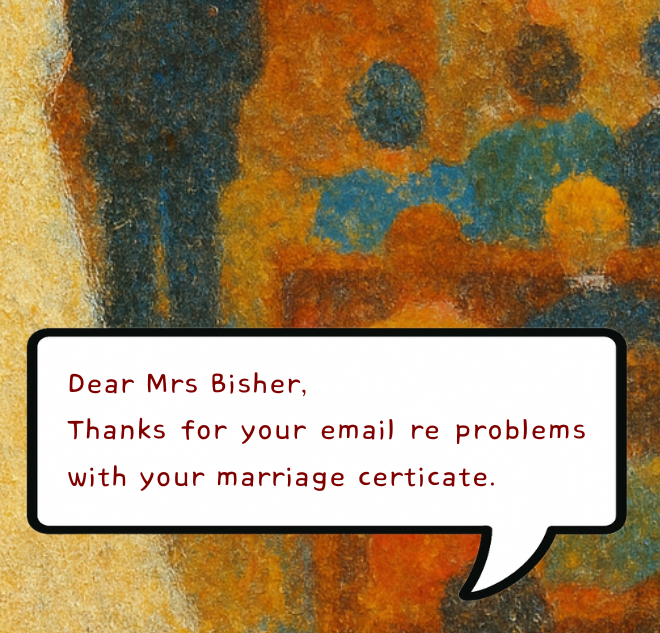 Dear Mrs Bisher,
Thanks for your email re problems
with your marriage certicate.